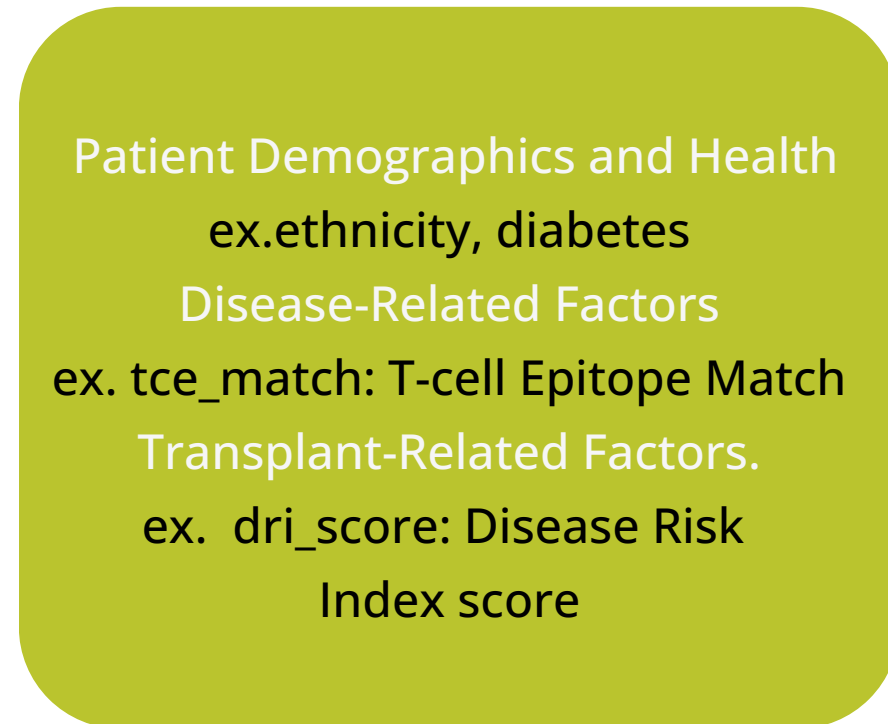 Patient Demographics and Health
ex.ethnicity, diabetes
Disease-Related Factors
ex. tce_match: T-cell Epitope Match
Transplant-Related Factors.
ex.  dri_score: Disease Risk
Index score